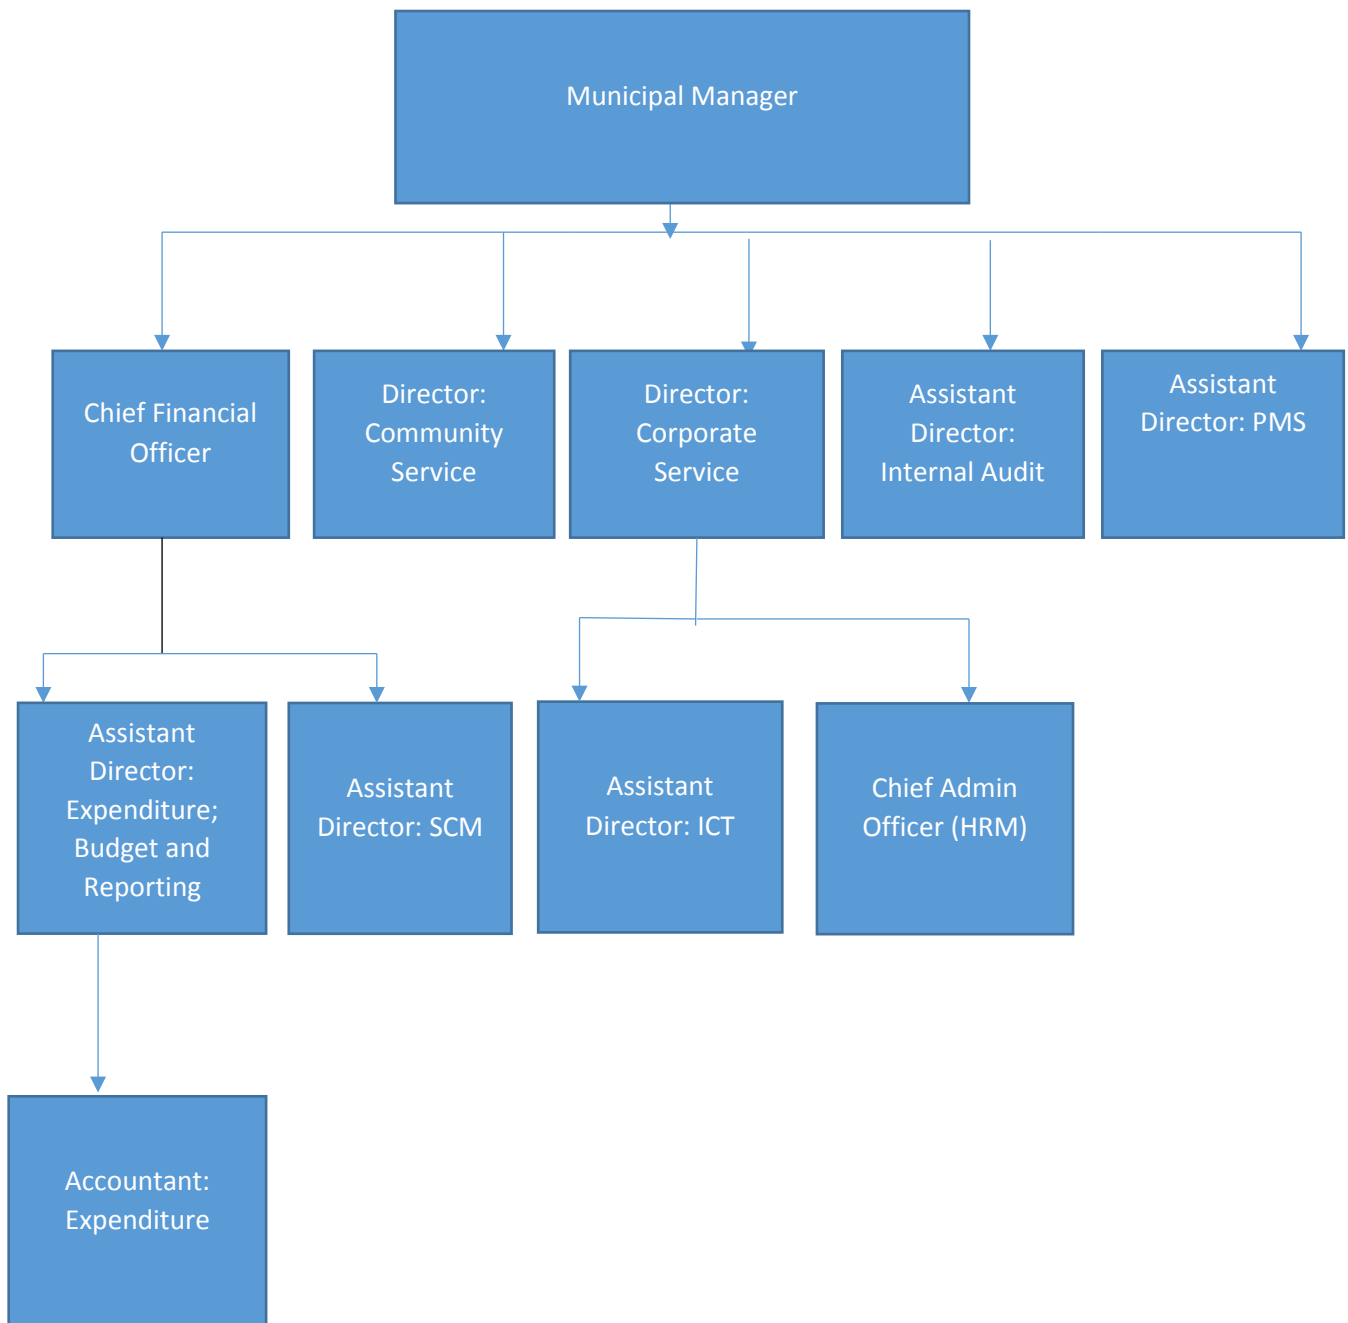 Municipal Manager
Chief Financial
Officer
Director:
Community
Service
Director:
Corporate
Service
Assistant
Director:
Internal Audit
Assistant
Director: PMS
Assistant
Director:
Expenditure;
Budget and
Reporting
Assistant
Director: SCM
Assistant
Director: ICT
Chief Admin
Officer (HRM)
Accountant:
Expenditure